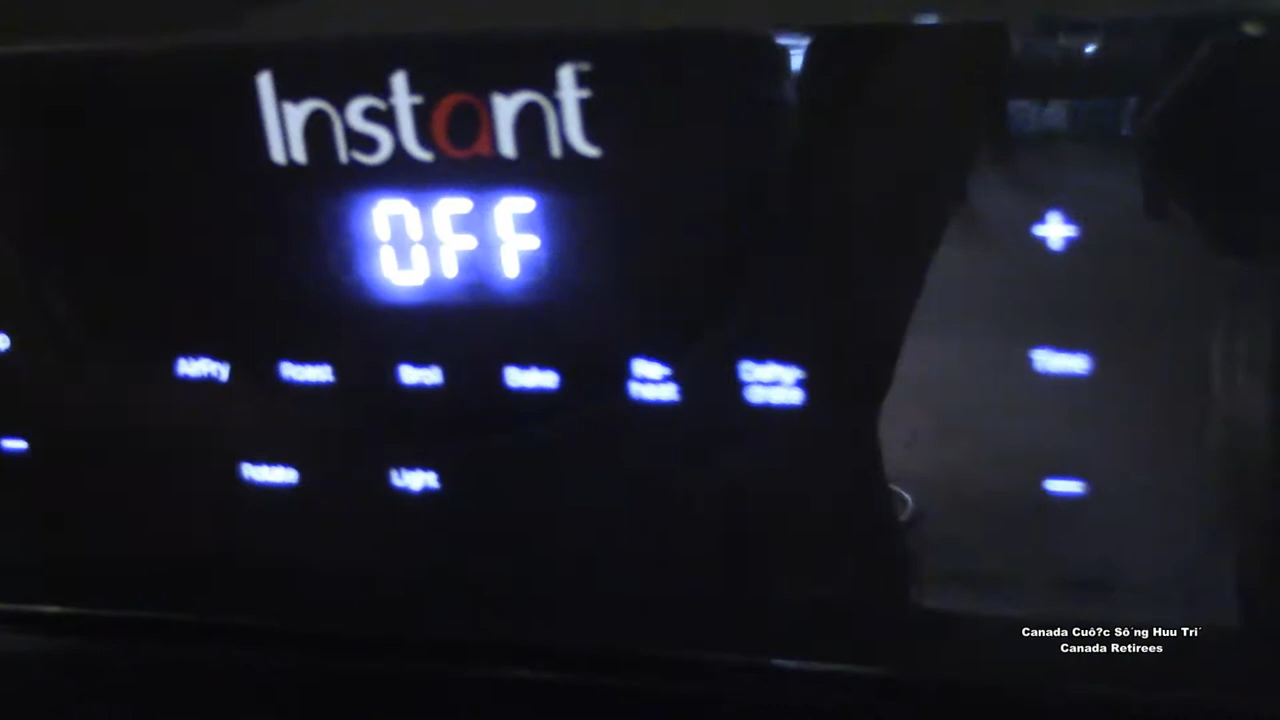 Instant
OFF
+
AirFry Roast Broil Bake Re-heat Dehy-drate
Time
Rotate Light
Canada Cuô?c Sô´ng Huu Tri´
Canada Retirees